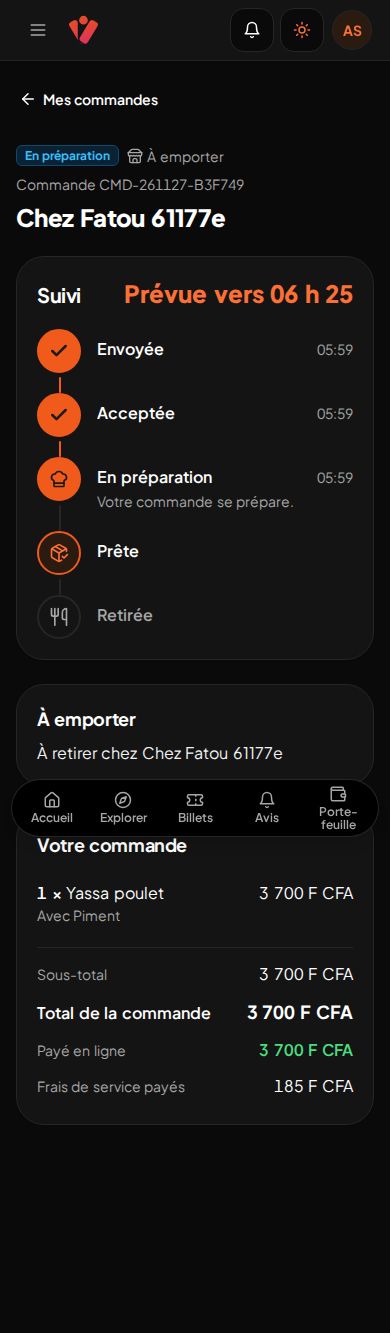 AS
Mes commandes
En préparation À emporter
Commande CMD-261127-B3F749
Chez Fatou 61177e
Suivi Prévue vers 06 h 25
Envoyée 05:59
Acceptée 05:59
En préparation 05:59
Votre commande se prépare.
Prête
Retirée
À emporter
À retirer chez Chez Fatou 61177e
Accueil Explorer Billets Avis Porte-
feuille
Votre commande
1 × Yassa poulet 3 700 F CFA
Avec Piment
Sous-total 3 700 F CFA
Total de la commande 3 700 F CFA
Payé en ligne 3 700 F CFA
Frais de service payés 185 F CFA